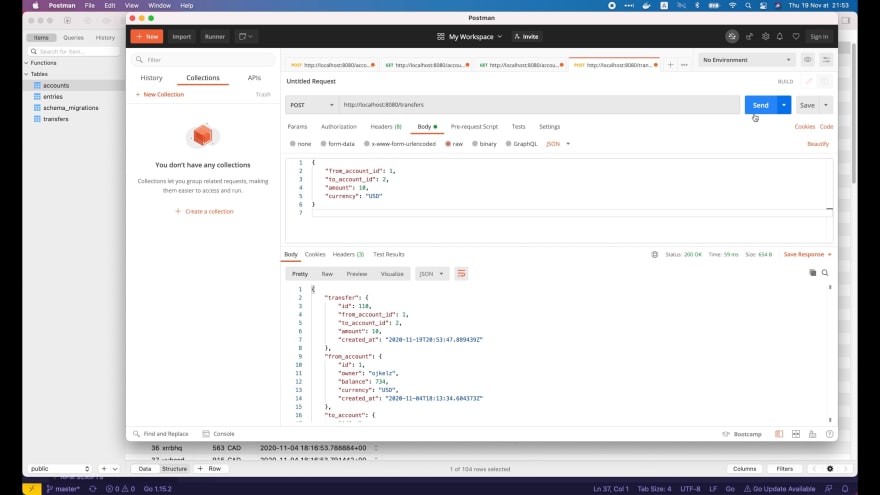 Postman File Edit View Window Help
Thu 19 Nov at 21:53
Postman
New Import Runner
My Workspace Invite
Sign In
Items Queries History
Search for item...
Functions
Tables
accounts
entries
schema_migrations
transfers
Filter
History Collections APIs
+ New Collection Trash
You don't have any collections
Collections let you group related requests, making
them easier to access and run.
+ Create a collection
POST http://localhost:8080/acco...
GET http://localhost:8080/accou...
GET http://localhost:8080/accou...
POST http://localhost:8080/tran...
No Environment
Untitled Request
BUILD
POST http://localhost:8080/transfers
Send Save
Params Authorization Headers (8) Body Pre-request Script Tests Settings
Cookies Code
none form-data x-www-form-urlencoded raw binary GraphQL JSON
Beautify
1 {
2 "from_account_id": 1,
3 "to_account_id": 2,
4 "amount": 10,
5 "currency": "USD"
6 }
7
Body Cookies Headers (3) Test Results
Status: 200 OK Time: 59 ms Size: 654 B Save Response
Pretty Raw Preview Visualize JSON
1 {
2 "transfer": {
3 "id": 110,
4 "from_account_id": 1,
5 "to_account_id": 2,
6 "amount": 10,
7 "created_at": "2020-11-19T20:53:47.889439Z"
8 },
9 "from_account": {
10 "id": 1,
11 "owner": "ojkelz",
12 "balance": 734,
13 "currency": "USD",
14 "created_at": "2020-11-04T18:13:34.604373Z"
15 },
16 "to_account": {
Find and Replace Console
Bootcamp
36 xrrbhq 563 CAD 2020-11-04 18:16:53.788884+00
public
Data Structure + Row
1 of 104 rows selected
Columns Filters
master* 0 0 Go 1.15.2
Ln 37, Col 1 Tab Size: 4 UTF-8 LF Go Go Update Available